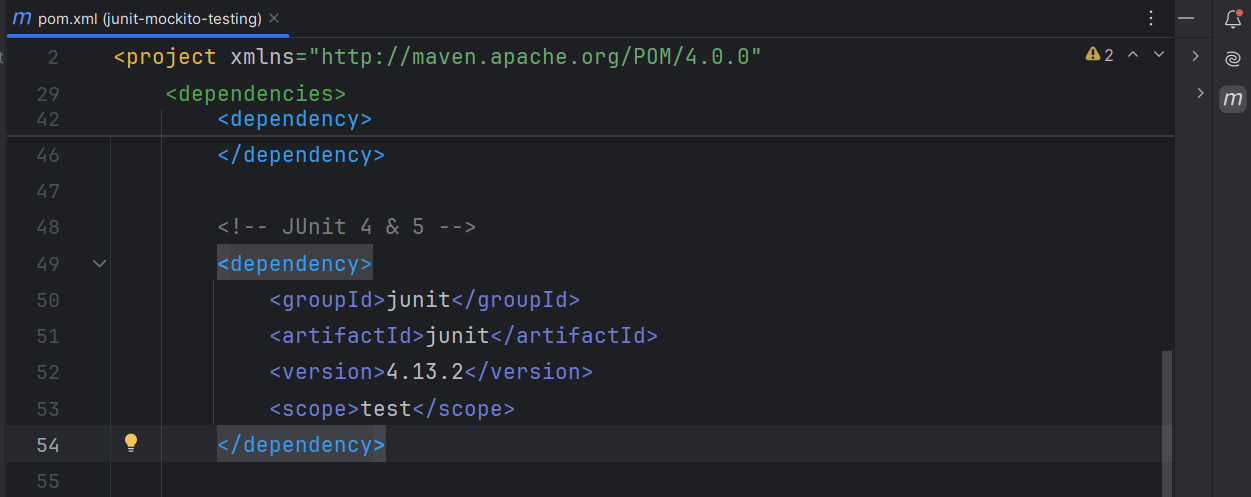 m pom.xml (junit-mockito-testing)
2 <project xmlns="http://maven.apache.org/POM/4.0.0" 2
29 <dependencies>
42 <dependency>
46 </dependency>
47
48 <!-- JUnit 4 & 5 -->
49 <dependency>
50 <groupId>junit</groupId>
51 <artifactId>junit</artifactId>
52 <version>4.13.2</version>
53 <scope>test</scope>
54 </dependency>
55
m